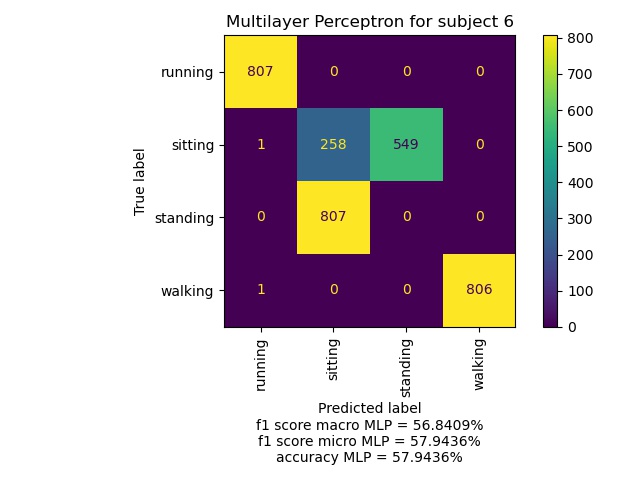 Multilayer Perceptron for subject 6
running 807 0 0 0
sitting 1 258 549 0
standing 0 807 0 0
walking 1 0 0 806
running sitting standing walking
True label
Predicted label
f1 score macro MLP = 56.8409%
f1 score micro MLP = 57.9436%
accuracy MLP = 57.9436%
800
700
600
500
400
300
200
100
0